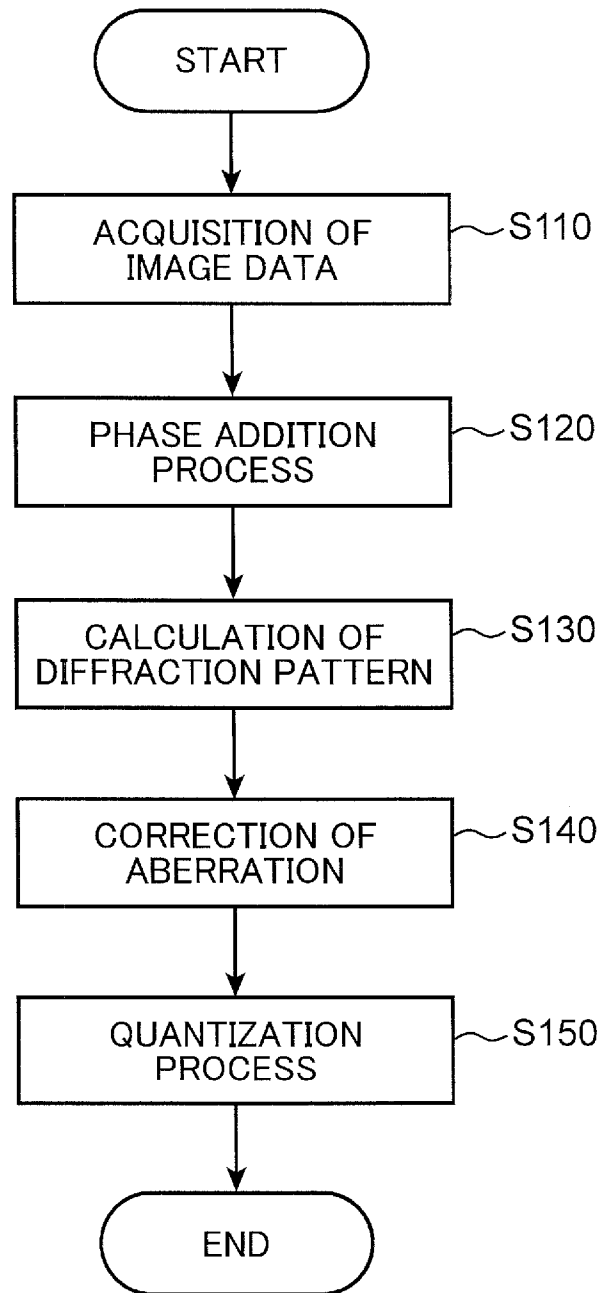 START
ACQUISITION OF
IMAGE DATA
S110
PHASE ADDITION
PROCESS
S120
CALCULATION OF
DIFFRACTION PATTERN
S130
CORRECTION OF
ABERRATION
S140
QUANTIZATION
PROCESS
S150
END